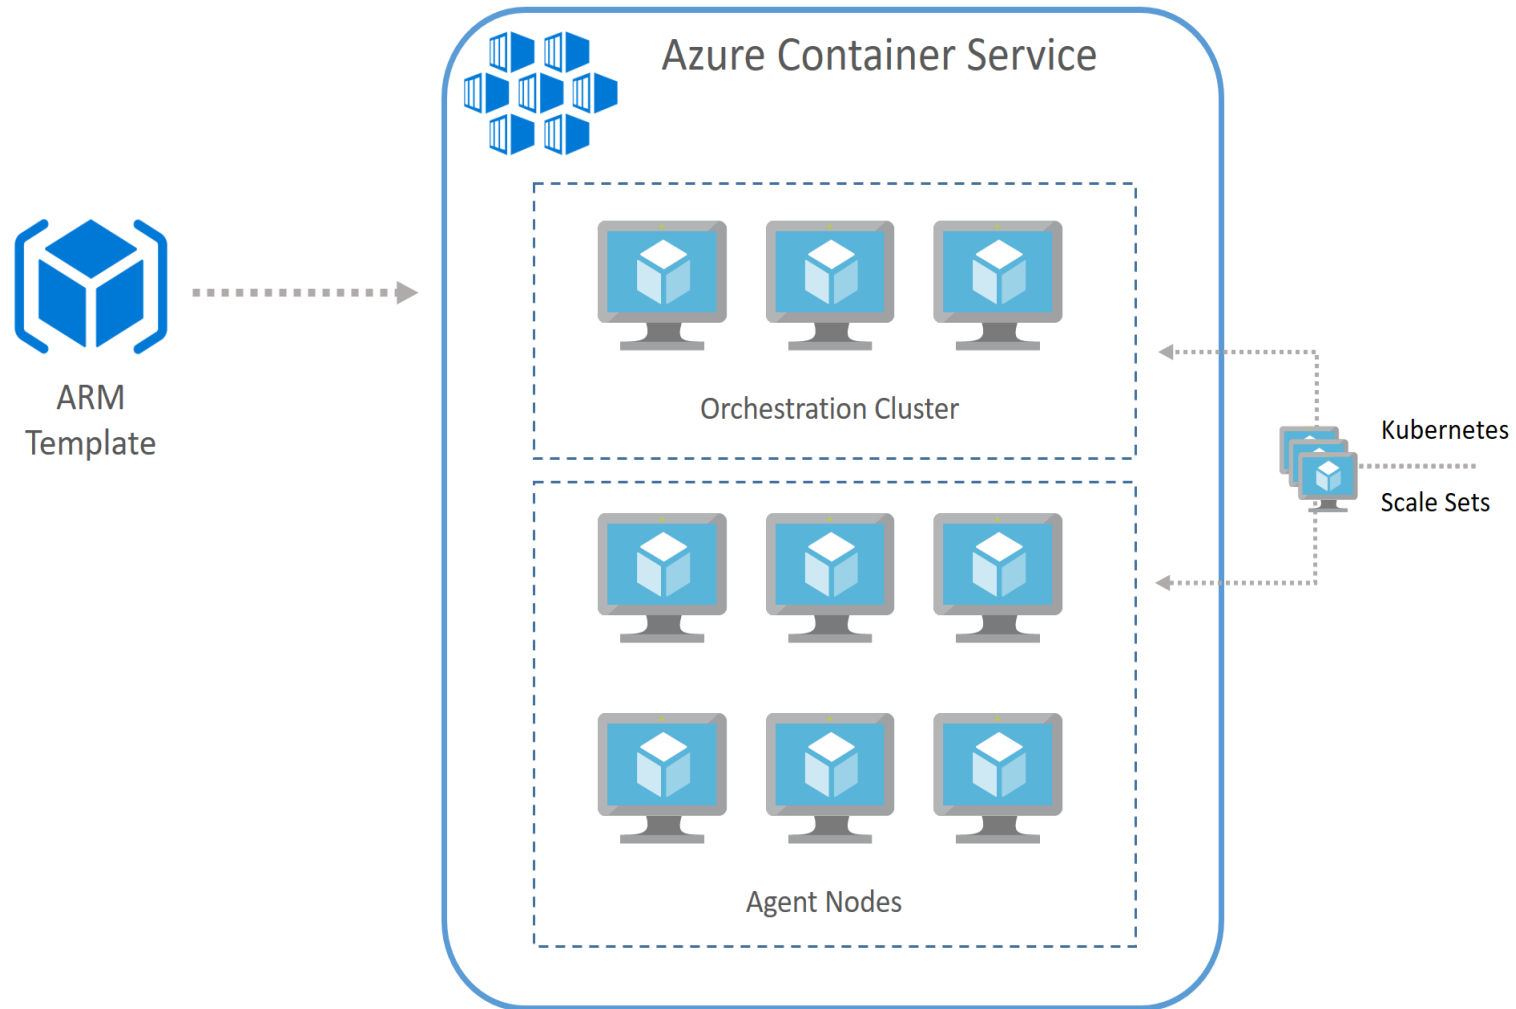 Azure Container Service
ARM
Template
Orchestration Cluster
Kubernetes
Scale Sets
Agent Nodes